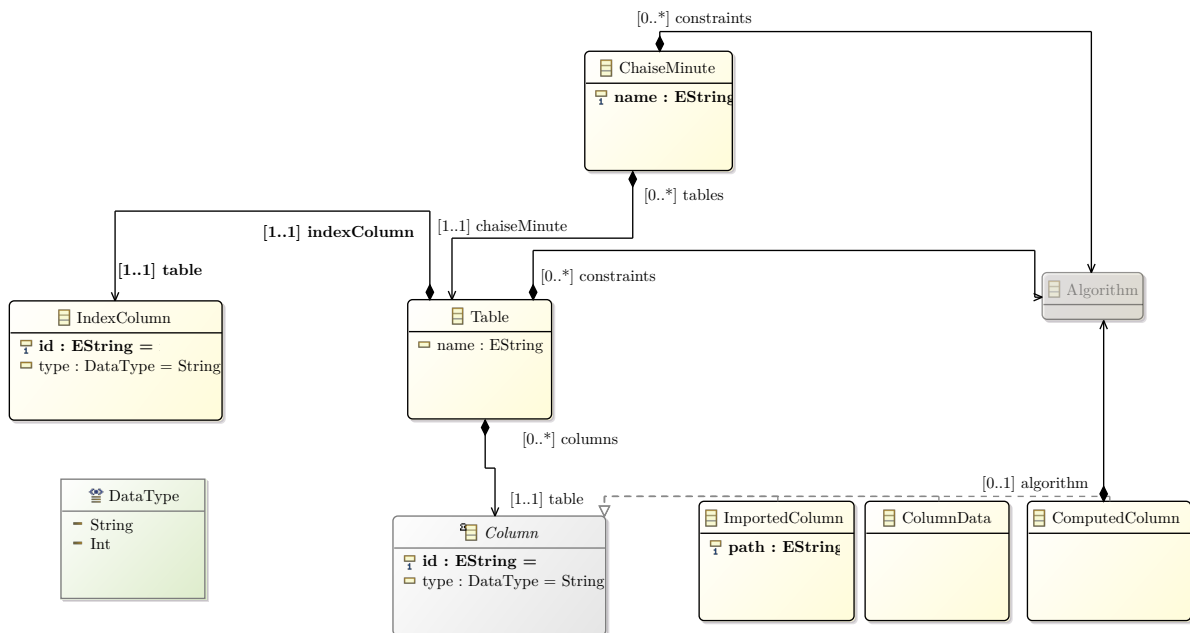 [0..*] constraints
ChaiseMinute
name : EString
[0..*] tables
[1..1] indexColumn
[1..1] chaiseMinute
[1..1] table
[0..*] constraints
Algorithm
IndexColumn
id : EString =
type : DataType = String
Table
name : EString
[0..*] columns
[1..1] table
[0..1] algorithm
DataType
String
Int
Column
id : EString =
type : DataType = String
ImportedColumn
path : EString
ColumnData
ComputedColumn